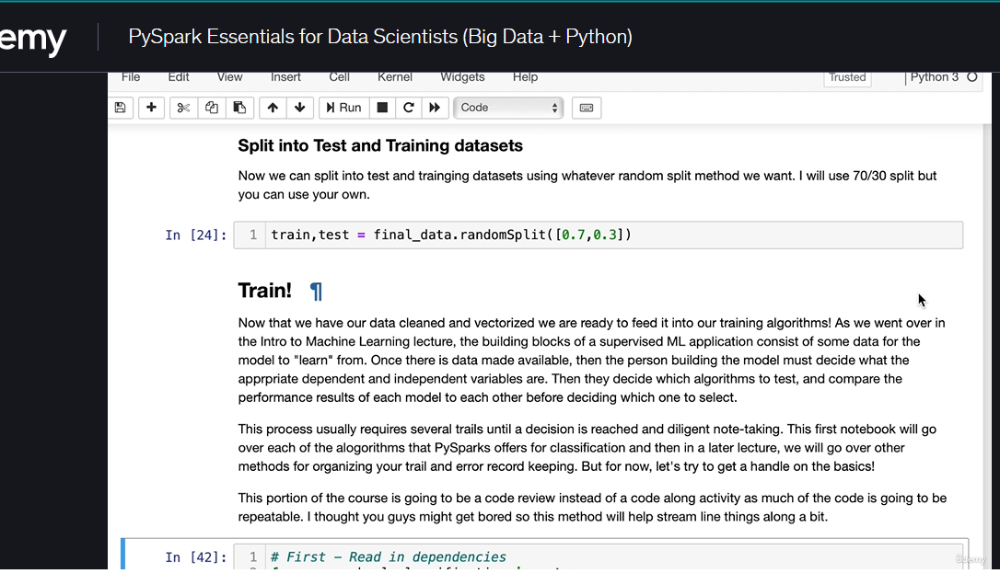 emy
PySpark Essentials for Data Scientists (Big Data + Python)
File Edit View Insert Cell Kernel Widgets Help Trusted Python 3
Run Code
Split into Test and Training datasets
Now we can split into test and trainging datasets using whatever random split method we want. I will use 70/30 split but
you can use your own.
In [24]: 1 train,test = final_data.randomSplit([0.7,0.3])
Train! ¶
Now that we have our data cleaned and vectorized we are ready to feed it into our training algorithms! As we went over in
the Intro to Machine Learning lecture, the building blocks of a supervised ML application consist of some data for the
model to "learn" from. Once there is data made available, then the person building the model must decide what the
apprpriate dependent and independent variables are. Then they decide which algorithms to test, and compare the
performance results of each model to each other before deciding which one to select.
This process usually requires several trails until a decision is reached and diligent note-taking. This first notebook will go
over each of the alogorithms that PySparks offers for classification and then in a later lecture, we will go over other
methods for organizing your trail and error record keeping. But for now, let's try to get a handle on the basics!
This portion of the course is going to be a code review instead of a code along activity as much of the code is going to be
repeatable. I thought you guys might get bored so this method will help stream line things along a bit.
In [42]: 1 # First – Read in dependencies
udemy